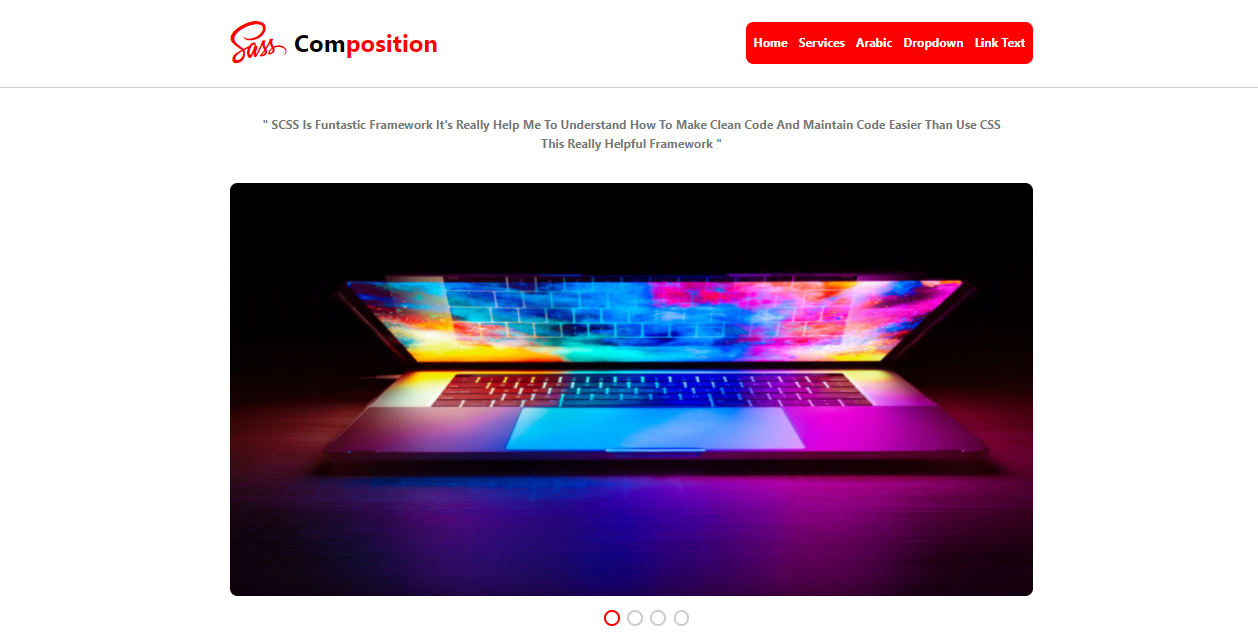 Sass Composition
Home Services Arabic Dropdown Link Text
" SCSS Is Funtastic Framework It's Really Help Me To Understand How To Make Clean Code And Maintain Code Easier Than Use CSS
This Really Helpful Framework "